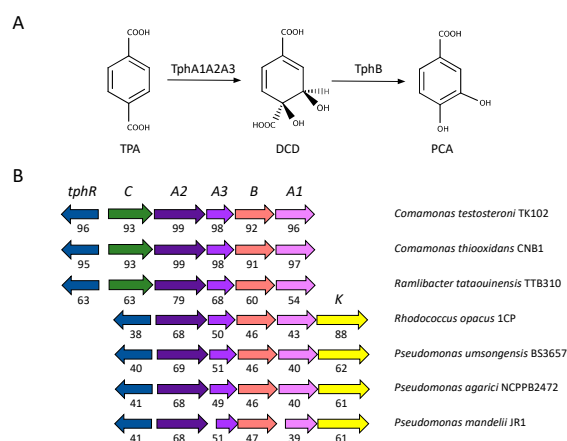 A
COOH
COOH
TPA
TphA1A2A3
COOH
H
OH
HOOC
OH
DCD
TphB
COOH
OH
OH
PCA
B
tphR C A2 A3 B A1
Comamonas testosteroni TK102
96 93 99 98 92 96
Comamonas thiooxidans CNB1
95 93 99 98 91 97
Ramlibacter tataouinensis TTB310
63 63 79 68 60 54
K
Rhodococcus opacus 1CP
38 68 50 46 43 88
Pseudomonas umsongensis BS3657
40 69 51 46 40 62
Pseudomonas agarici NCPPB2472
41 68 49 46 40 61
Pseudomonas mandelii JR1
41 68 51 47 39 61